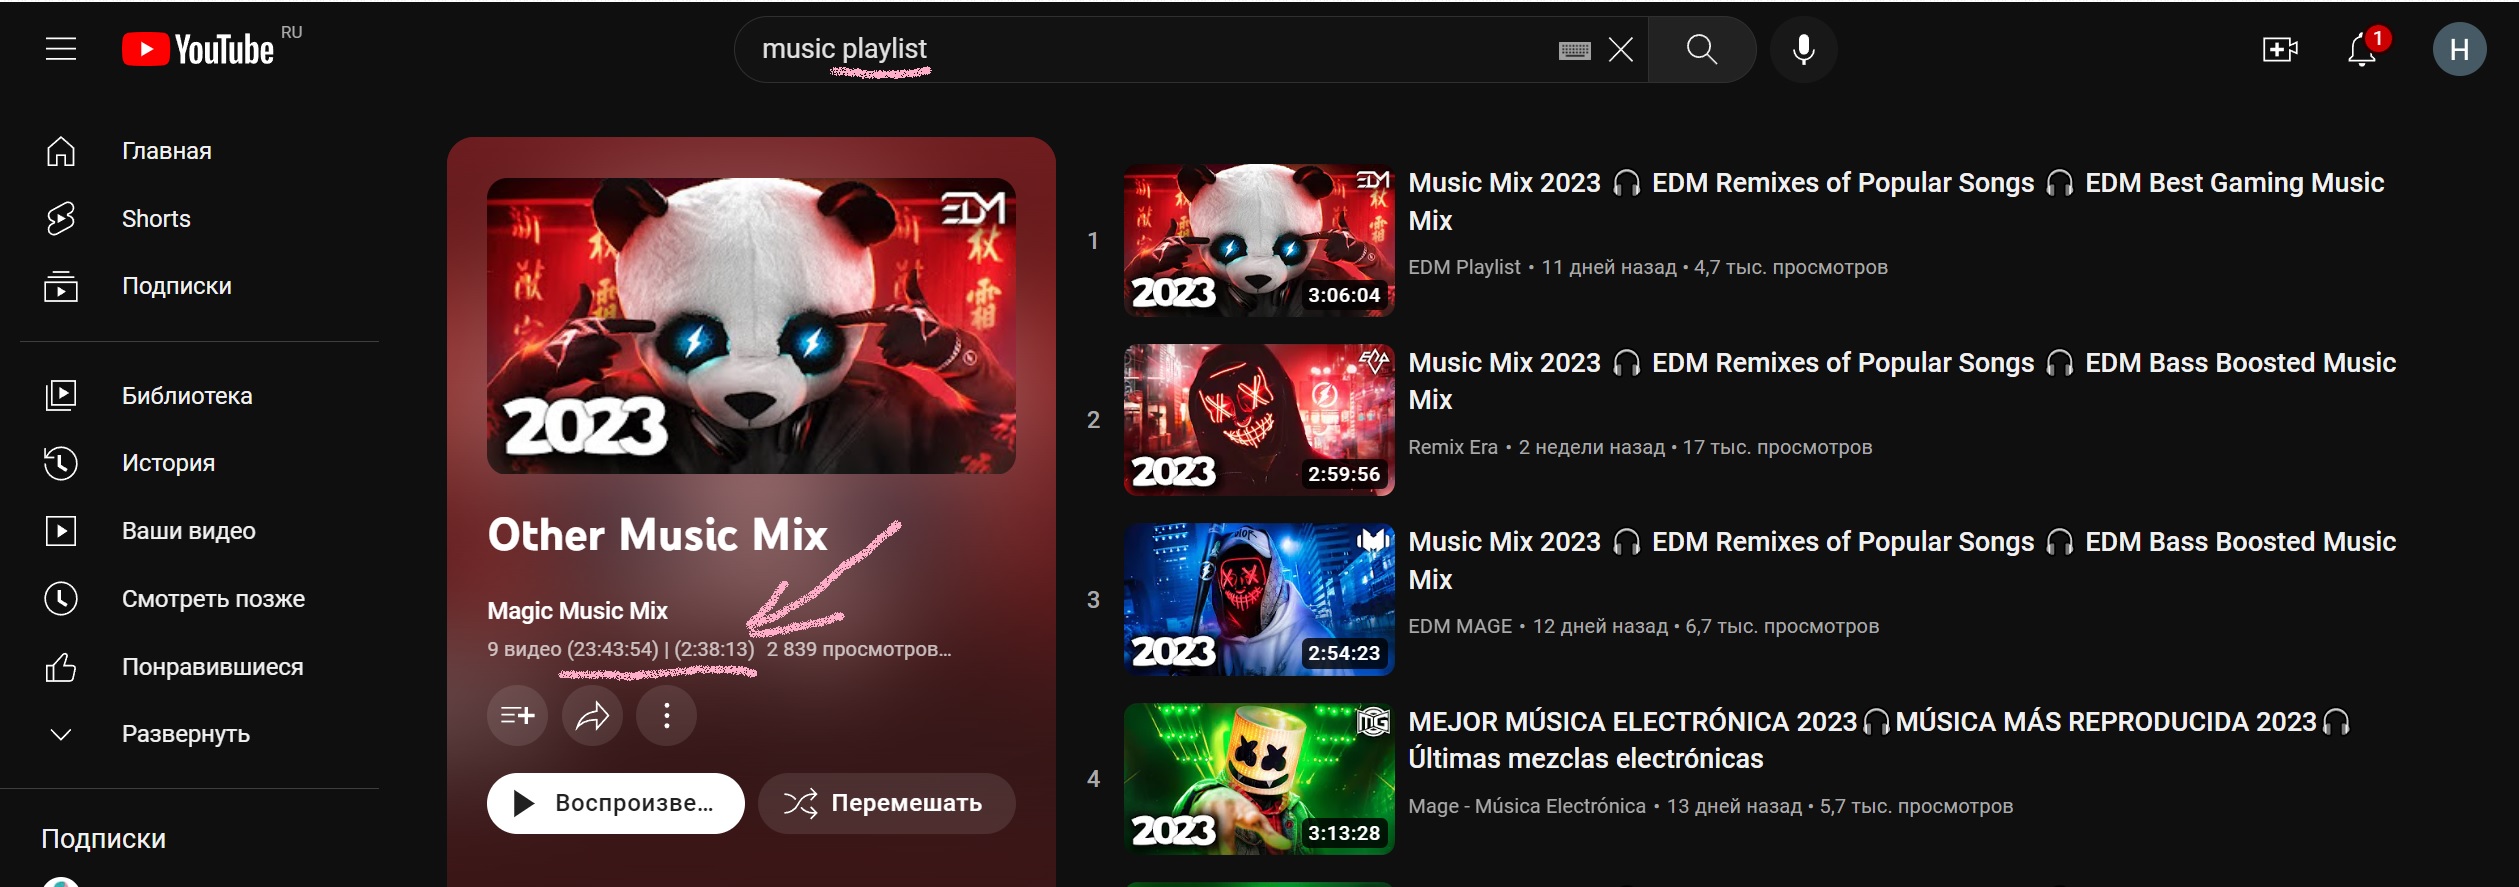 YouTube RU
music playlist
1
H
Главная
Shorts
Подписки
Библиотека
История
Ваши видео
Смотреть позже
Понравившиеся
Развернуть
Подписки
EDM
2023
Other Music Mix
Magic Music Mix
9 видео (23:43:54) | (2:38:13) 2 839 просмотров...
Воспроизве...
Перемешать
1
EDM
2023
3:06:04
Music Mix 2023 🎧 EDM Remixes of Popular Songs 🎧 EDM Best Gaming Music
Mix
EDM Playlist • 11 дней назад • 4,7 тыс. просмотров
2
2023
2:59:56
Music Mix 2023 🎧 EDM Remixes of Popular Songs 🎧 EDM Bass Boosted Music
Mix
Remix Era • 2 недели назад • 17 тыс. просмотров
3
2023
2:54:23
Music Mix 2023 🎧 EDM Remixes of Popular Songs 🎧 EDM Bass Boosted Music
Mix
EDM MAGE • 12 дней назад • 6,7 тыс. просмотров
4
MG
2023
3:13:28
MEJOR MÚSICA ELECTRÓNICA 2023🎧MÚSICA MÁS REPRODUCIDA 2023🎧
Últimas mezclas electrónicas
Mage - Música Electrónica • 13 дней назад • 5,7 тыс. просмотров